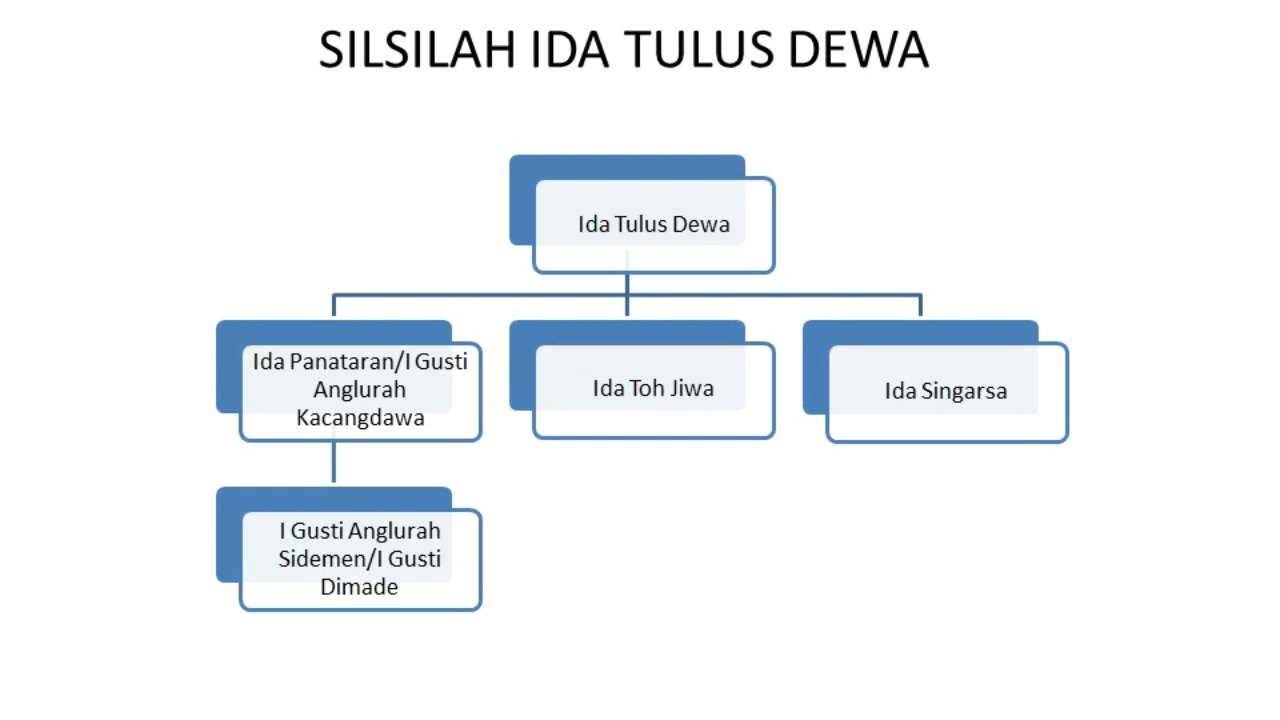 SILSILAH IDA TULUS DEWA
Ida Tulus Dewa
Ida Panataran/I Gusti
Anglurah
Kacangdawa
Ida Toh Jiwa
Ida Singarsa
I Gusti Anglurah
Sidemen/I Gusti
Dimade